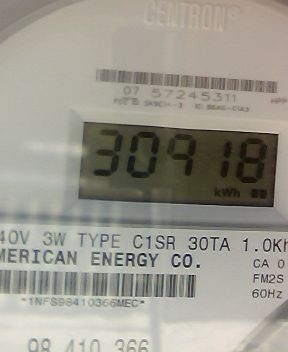 CENTRON®
07 57245311
30918
kWh
40V 3W TYPE C1SR 30TA 1.0Kh
MERICAN ENERGY CO.
CA 0
FM2S
60Hz
*1NFS98410366MEC*
98 410 366